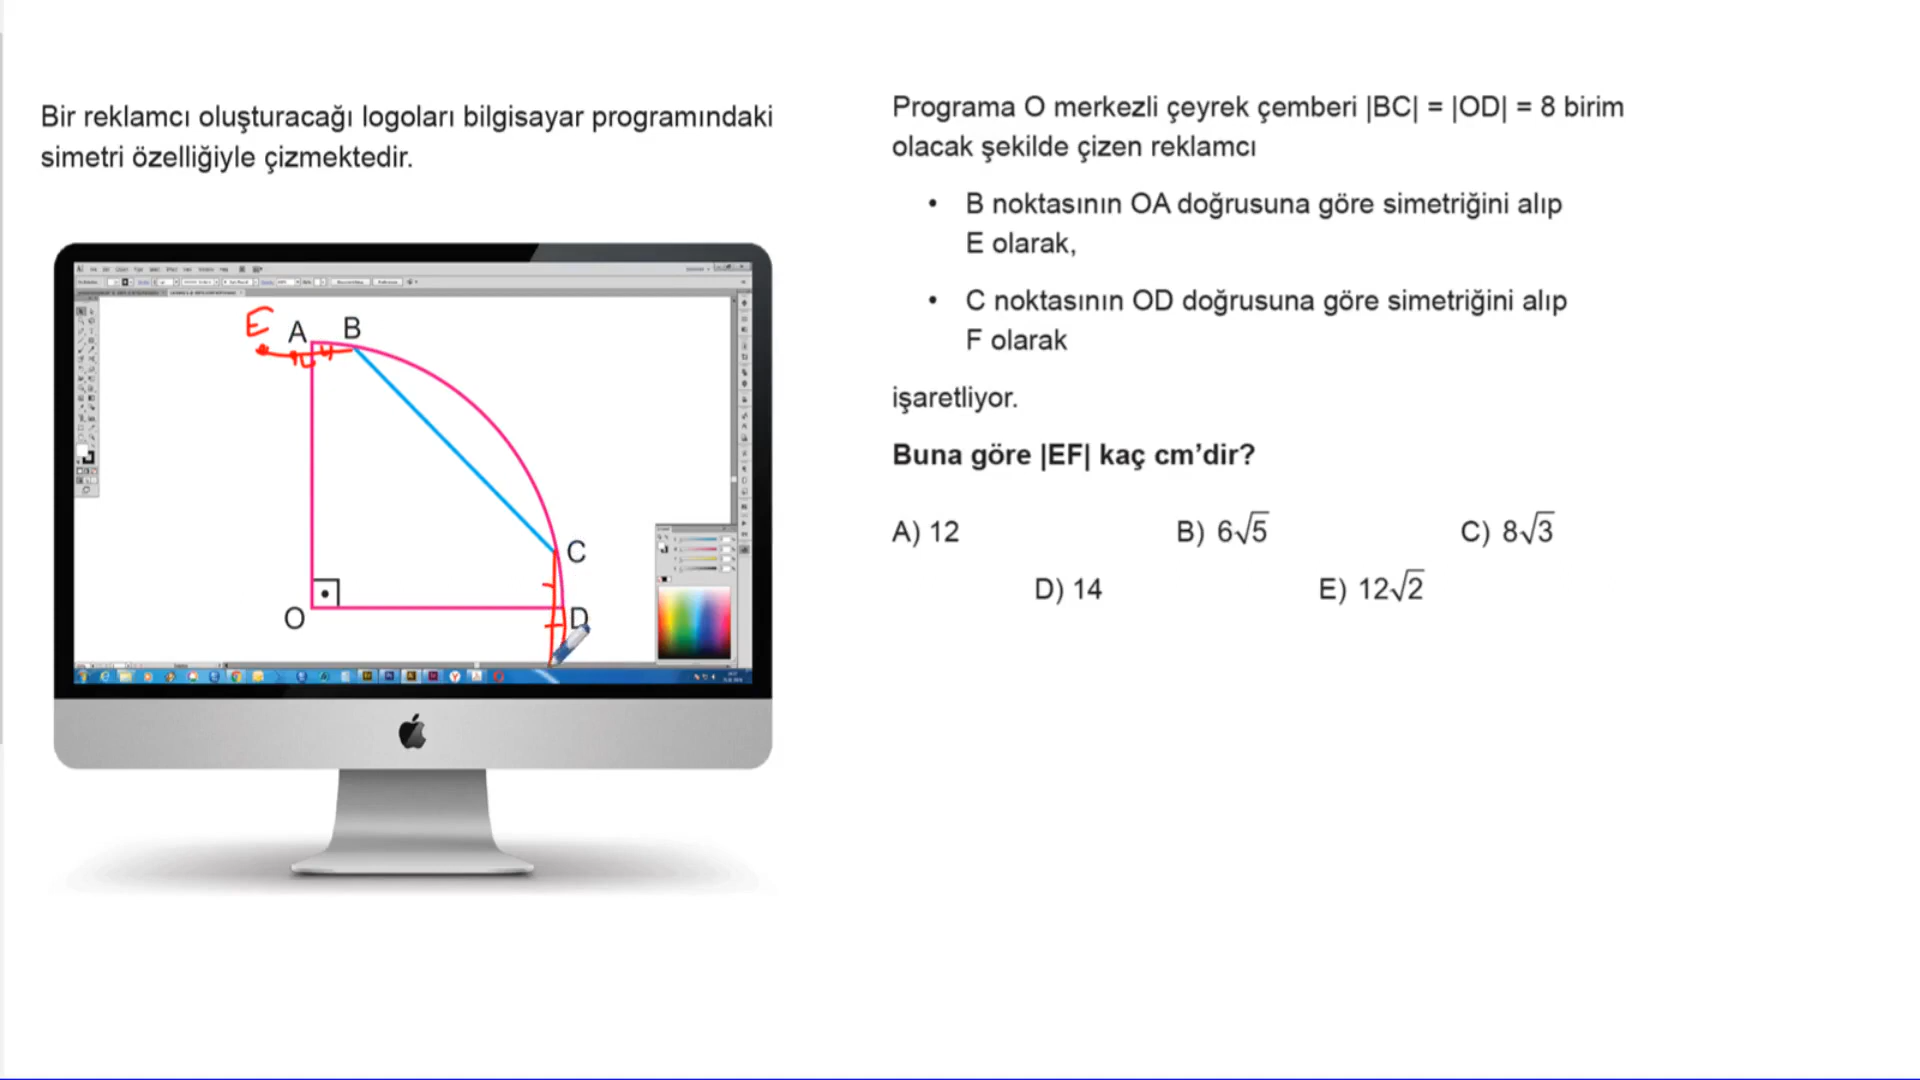 Bir reklamcı oluşturacağı logoları bilgisayar programındaki
simetri özelliğiyle çizmektedir.
E
A
B
C
O
D
Programa O merkezli çeyrek çemberi |BC| = |OD| = 8 birim
olacak şekilde çizen reklamcı
• B noktasının OA doğrusuna göre simetriğini alıp
E olarak,
• C noktasının OD doğrusuna göre simetriğini alıp
F olarak
işaretliyor.
Buna göre |EF| kaç cm'dir?
A) 12 B) 6√5 C) 8√3
D) 14 E) 12√2